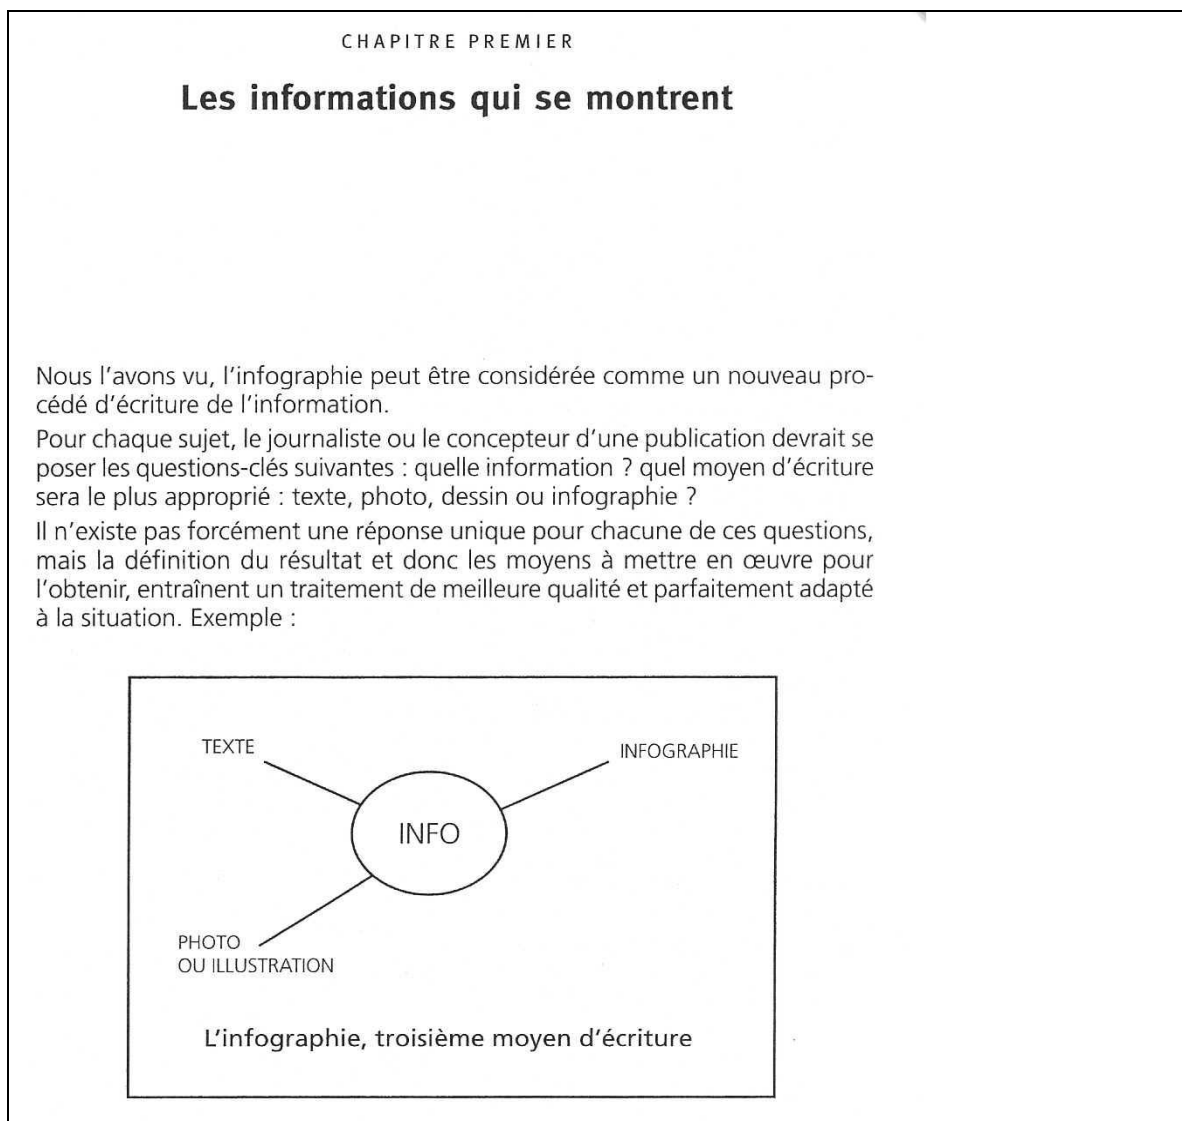 CHAPITRE PREMIER
Les informations qui se montrent
Nous l'avons vu, l'infographie peut être considérée comme un nouveau pro-
cédé d'écriture de l'information.
Pour chaque sujet, le journaliste ou le concepteur d'une publication devrait se
poser les questions-clés suivantes : quelle information ? quel moyen d'écriture
sera le plus approprié : texte, photo, dessin ou infographie ?
Il n'existe pas forcément une réponse unique pour chacune de ces questions,
mais la définition du résultat et donc les moyens à mettre en œuvre pour
l'obtenir, entraînent un traitement de meilleure qualité et parfaitement adapté
à la situation. Exemple :
TEXTE
INFOGRAPHIE
INFO
PHOTO
OU ILLUSTRATION
L'infographie, troisième moyen d'écriture